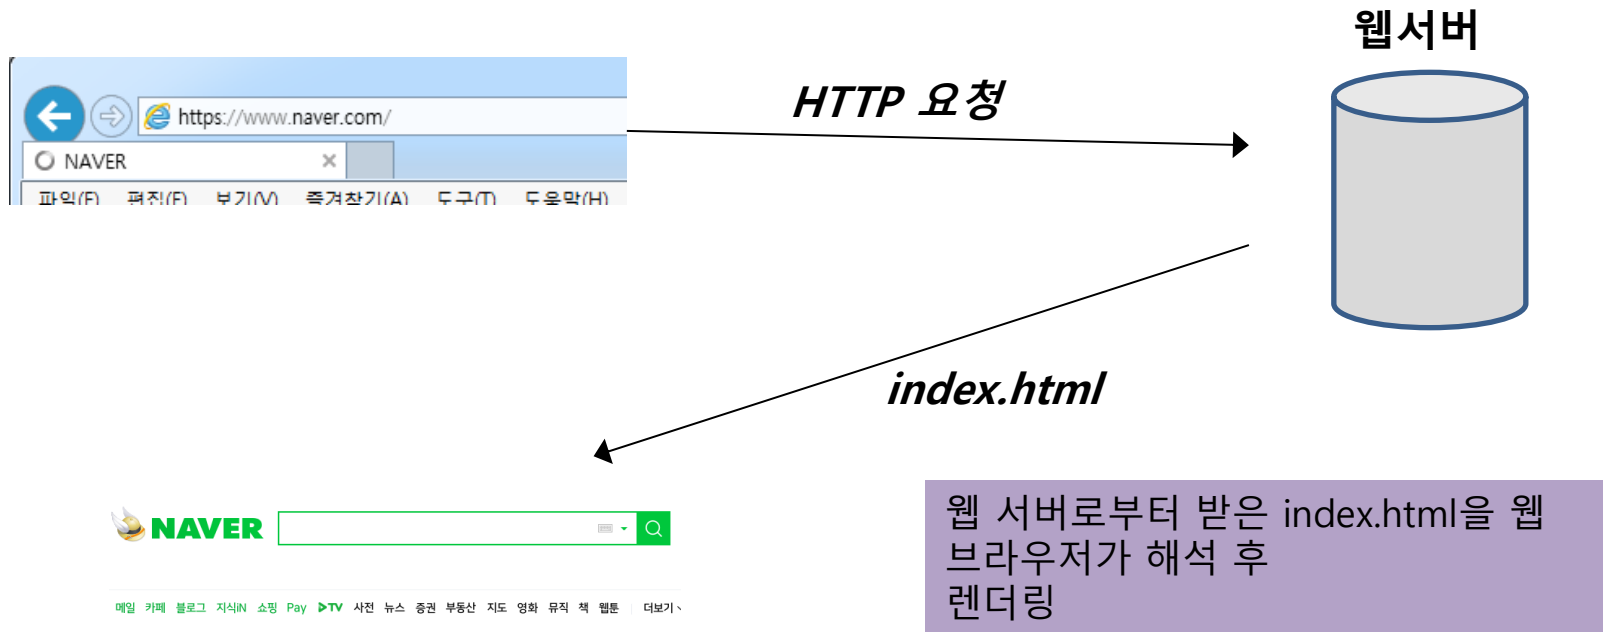 웹서버
HTTP 요청
https://www.naver.com/
NAVER
파일(F) 편집(E) 보기(V) 즐겨찾기(A) 도구(T) 도움말(H)
index.html
NAVER
메일 카페 블로그 지식iN 쇼핑 Pay TV 사전 뉴스 증권 부동산 지도 영화 뮤직 책 웹툰 더보기
웹 서버로부터 받은 index.html을 웹
브라우저가 해석 후
렌더링